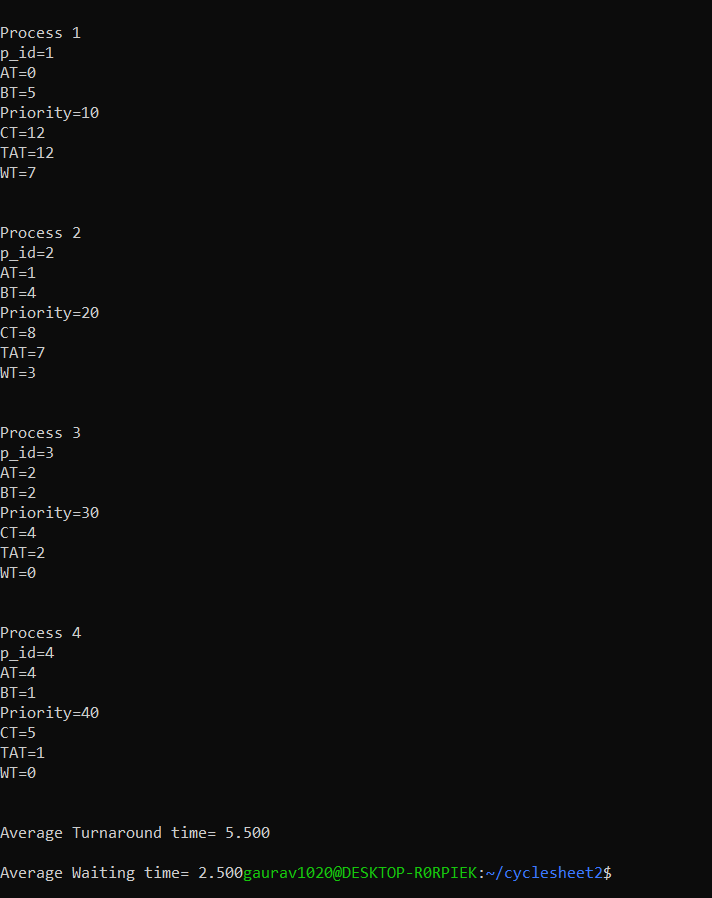 Process 1
p_id=1
AT=0
BT=5
Priority=10
CT=12
TAT=12
WT=7
Process 2
p_id=2
AT=1
BT=4
Priority=20
CT=8
TAT=7
WT=3
Process 3
p_id=3
AT=2
BT=2
Priority=30
CT=4
TAT=2
WT=0
Process 4
p_id=4
AT=4
BT=1
Priority=40
CT=5
TAT=1
WT=0
Average Turnaround time= 5.500
Average Waiting time= 2.500gaurav1020@DESKTOP-R0RPIEK:~/cyclesheet2$